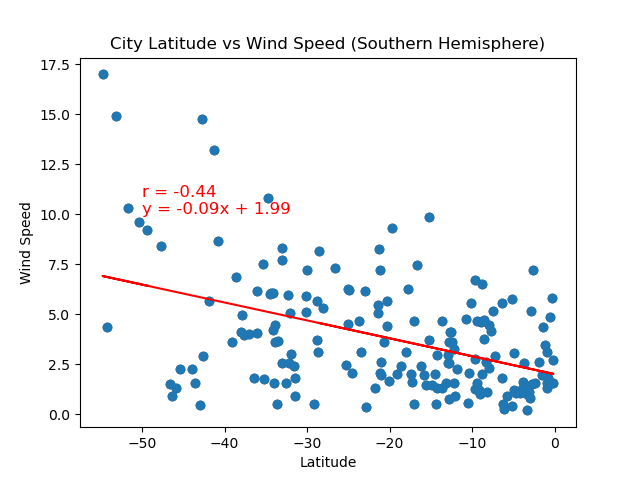 City Latitude vs Wind Speed (Southern Hemisphere)
17.5
15.0
12.5
10.0
7.5
5.0
2.5
0.0
Wind Speed
r = -0.44
y = -0.09x + 1.99
−50 −40 −30 −20 −10 0
Latitude